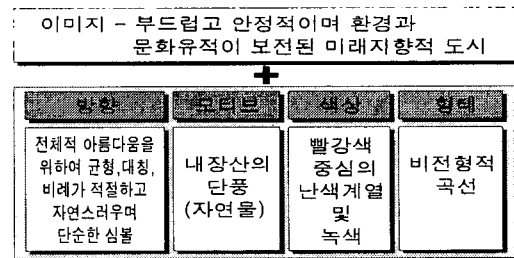 이미지 – 부드럽고 안정적이며 환경과
문화유적이 보전된 미래지향적 도시
+
방향
모티브
색상
형태
전체적 아름다움을
위하여 균형,대칭,
비례가 적절하고
자연스러우며
단순한 심볼
내장산의
단풍
(자연물)
빨강색
중심의
난색계열
및
녹색
비전형적
곡선